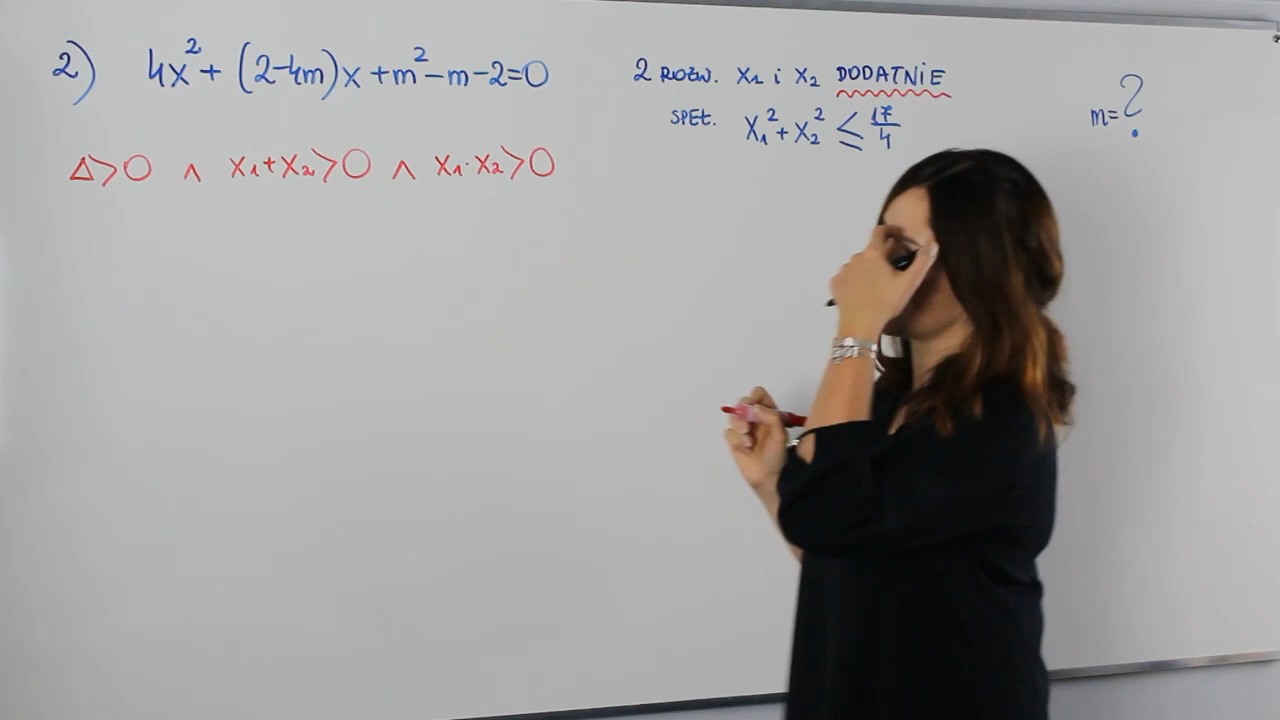 2) 4x²+(2-4m)x+m²-m-2=0
2 ROZW. x₁ i x₂ DODATNIE
SPEŁ. x₁²+x₂² ≤ 17/4
m=?
Δ>0 ∧ x₁+x₂>0 ∧ x₁·x₂>0